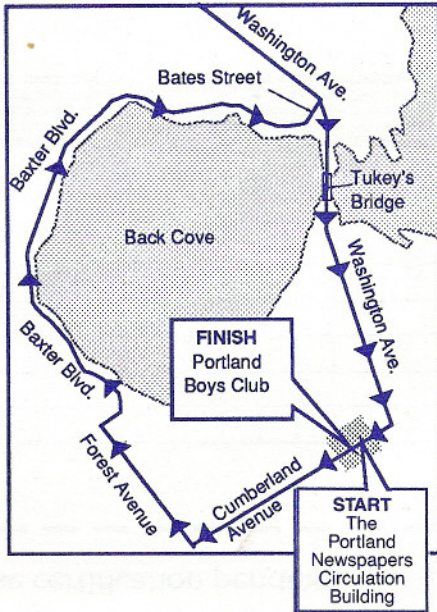 Washington Ave.
Bates Street
Baxter Blvd.
Tukey's
Bridge
Back Cove
Washington Ave.
FINISH
Portland
Boys Club
Baxter Blvd.
Forest Avenue
Cumberland
Avenue
START
The
Portland
Newspapers
Circulation
Building